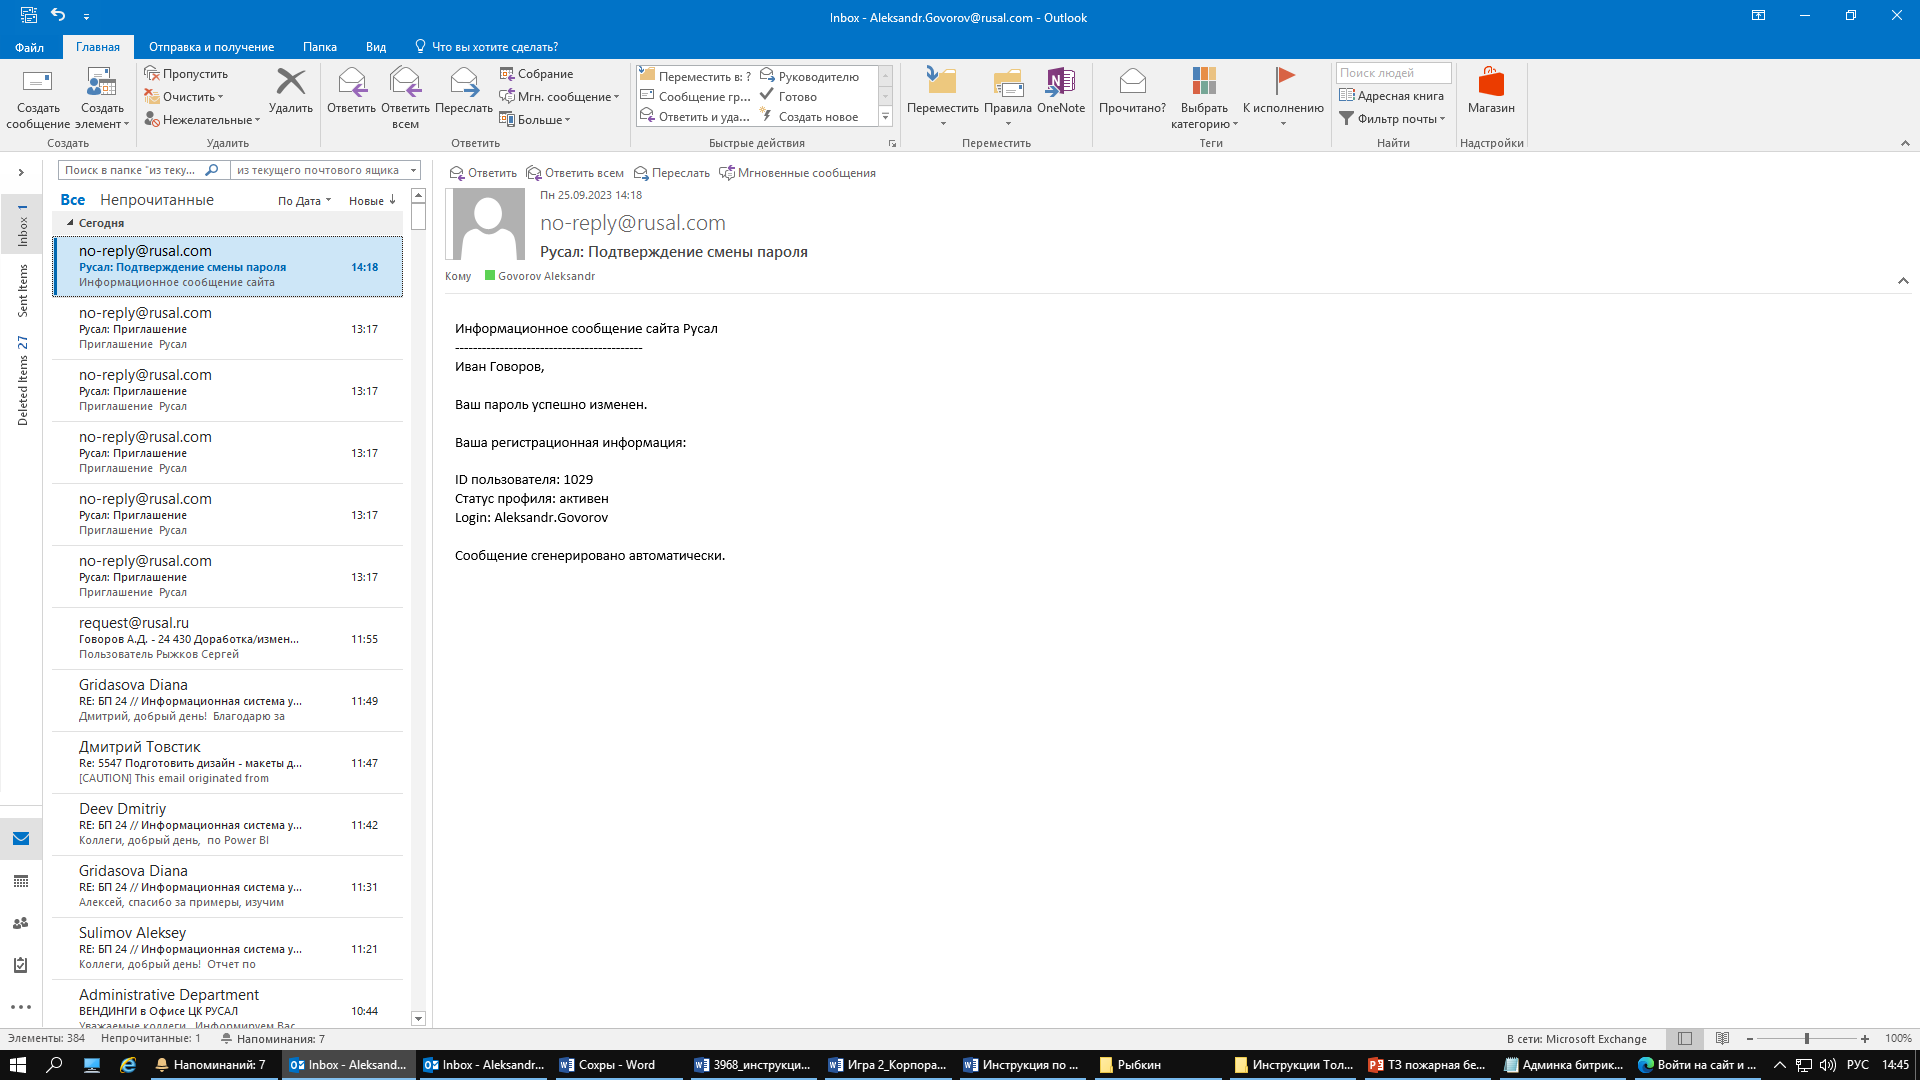 Inbox - Aleksandr.Govorov@rusal.com - Outlook
Файл Главная Отправка и получение Папка Вид Что вы хотите сделать?
Создать сообщение
Создать элемент
Создать
Пропустить
Очистить
Нежелательные
Удалить
Удалить
Ответить
Ответить всем
Переслать
Собрание
Мгн. сообщение
Больше
Ответить
Переместить в: ?
Сообщение гр...
Ответить и уда...
Руководителю
Готово
Создать новое
Быстрые действия
Переместить
Правила
OneNote
Переместить
Прочитано?
Выбрать категорию
К исполнению
Теги
Поиск людей
Адресная книга
Фильтр почты
Найти
Магазин
Надстройки
Inbox 1
Sent Items
Deleted Items 27
Поиск в папке "из теку... из текущего почтового ящика
Все Непрочитанные По Дата Новые
Сегодня
no-reply@rusal.com
Русал: Подтверждение смены пароля 14:18
Информационное сообщение сайта
no-reply@rusal.com
Русал: Приглашение 13:17
Приглашение Русал
no-reply@rusal.com
Русал: Приглашение 13:17
Приглашение Русал
no-reply@rusal.com
Русал: Приглашение 13:17
Приглашение Русал
no-reply@rusal.com
Русал: Приглашение 13:17
Приглашение Русал
no-reply@rusal.com
Русал: Приглашение 13:17
Приглашение Русал
request@rusal.ru
Говоров А.Д. - 24 430 Доработка/измен... 11:55
Пользователь Рыжков Сергей
Gridasova Diana
RE: БП 24 // Информационная система у... 11:49
Дмитрий, добрый день! Благодарю за
Дмитрий Товстик
Re: 5547 Подготовить дизайн - макеты д... 11:47
[CAUTION] This email originated from
Deev Dmitriy
RE: БП 24 // Информационная система у... 11:42
Коллеги, добрый день, по Power BI
Gridasova Diana
RE: БП 24 // Информационная система у... 11:31
Алексей, спасибо за примеры, изучим
Sulimov Aleksey
RE: БП 24 // Информационная система у... 11:21
Коллеги, добрый день! Отчет по
Administrative Department
ВЕНДИНГИ в Офисе ЦК РУСАЛ 10:44
Уважаемые коллеги, Информируем Вас
Ответить Ответить всем Переслать Мгновенные сообщения
Пн 25.09.2023 14:18
no-reply@rusal.com
Русал: Подтверждение смены пароля
Кому Govorov Aleksandr
Информационное сообщение сайта Русал
------------------------------------------
Иван Говоров,
Ваш пароль успешно изменен.
Ваша регистрационная информация:
ID пользователя: 1029
Статус профиля: активен
Login: Aleksandr.Govorov
Сообщение сгенерировано автоматически.
Элементы: 384 Непрочитанные: 1 Напоминания: 7 В сети: Microsoft Exchange 100%
Напоминаний: 7 Inbox - Aleksand... Inbox - Aleksandr... Сохры - Word 3968_инструкци... Игра 2_Корпора... Инструкция по ... Рыбкин Инструкции Тол... ТЗ пожарная бе... Админка битрик... Войти на сайт и ... РУС 14:45